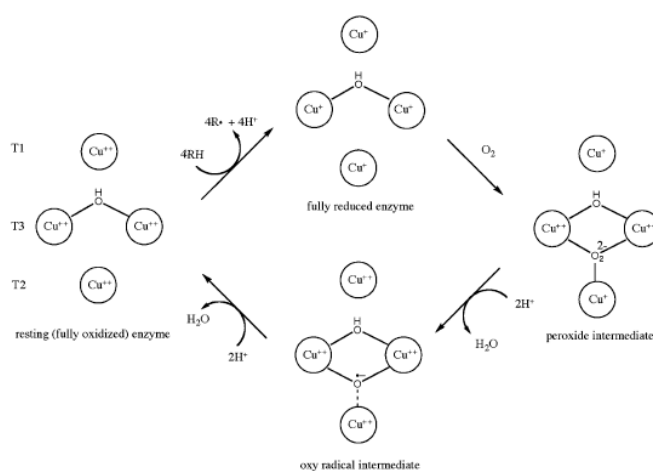 Cu⁺
H
O
4R• + 4H⁺
Cu⁺ Cu⁺
4RH
T1 Cu⁺⁺
O₂
Cu⁺
Cu⁺
H
O
fully reduced enzyme
H
O
T3 Cu⁺⁺ Cu⁺⁺
Cu⁺⁺ Cu⁺⁺
2-
O₂
T2 Cu⁺⁺
Cu⁺⁺
Cu⁺
H₂O
2H⁺
resting (fully oxidized) enzyme
H
O
H₂O
peroxide intermediate
2H⁺
Cu⁺⁺ Cu⁺⁺
•–
O
Cu⁺⁺
oxy radical intermediate